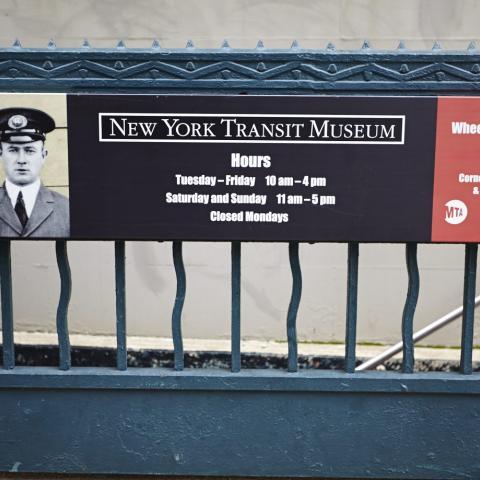 New York Transit Museum
Hours
Tuesday – Friday 10 am – 4 pm
Saturday and Sunday 11 am – 5 pm
Closed Mondays
Corne
&
MTA